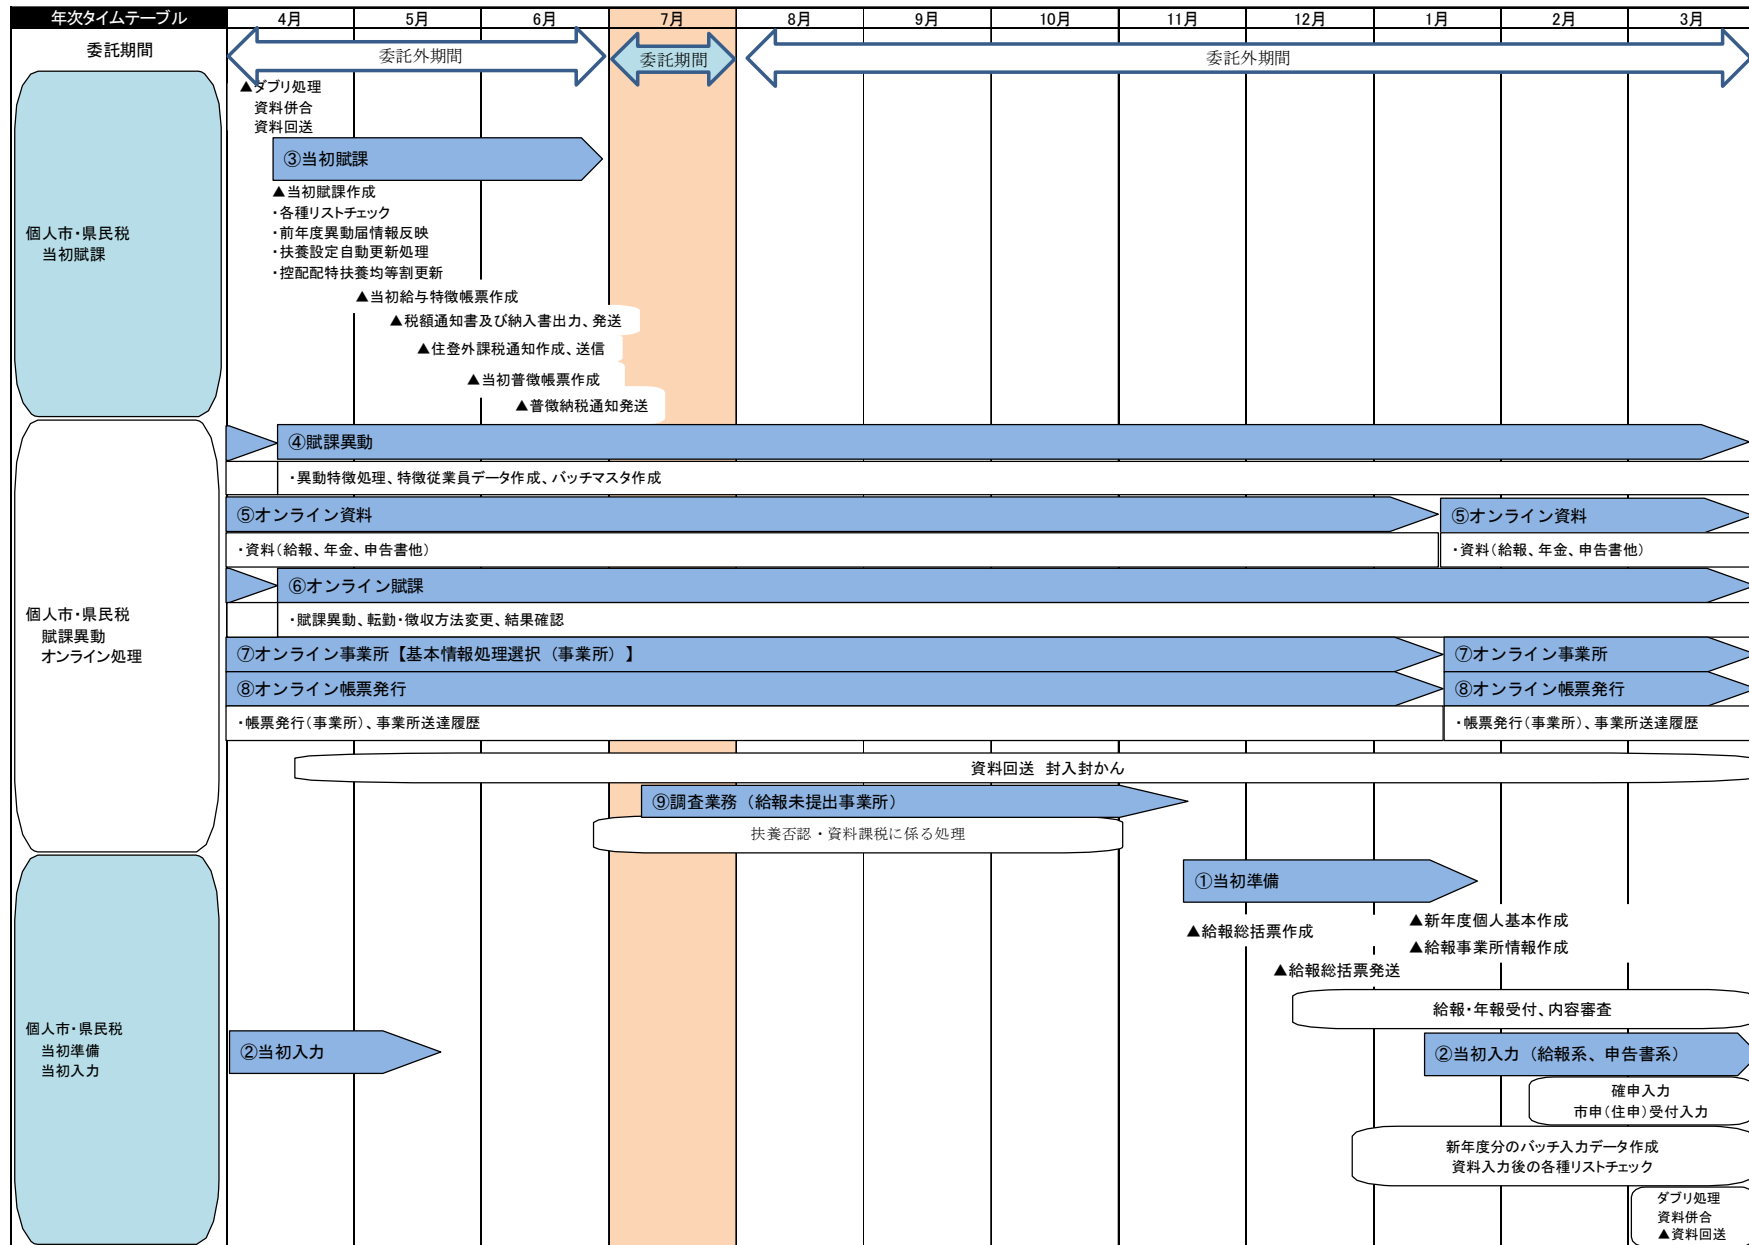 年次タイムテーブル 4月 5月 6月 7月 8月 9月 10月 11月 12月 1月 2月 3月
委託期間 委託外期間 委託期間 委託外期間
個人市・県民税
当初賦課
▲ダブリ処理
資料併合
資料回送
③当初賦課
▲当初賦課作成
・各種リストチェック
・前年度異動届情報反映
・扶養設定自動更新処理
・控配配特扶養均等割更新
▲当初給与特徴帳票作成
▲税額通知書及び納入書出力、発送
▲住登外課税通知作成、送信
▲当初普徴帳票作成
▲普徴納税通知発送
個人市・県民税
賦課異動
オンライン処理
④賦課異動
・異動特徴処理、特徴従業員データ作成、バッチマスタ作成
⑤オンライン資料 ⑤オンライン資料
・資料(給報、年金、申告書他) ・資料(給報、年金、申告書他)
⑥オンライン賦課
・賦課異動、転勤・徴収方法変更、結果確認
⑦オンライン事業所【基本情報処理選択（事業所）】 ⑦オンライン事業所
⑧オンライン帳票発行 ⑧オンライン帳票発行
・帳票発行(事業所)、事業所送達履歴 ・帳票発行(事業所)、事業所送達履歴
資料回送 封入封かん
⑨調査業務（給報未提出事業所）
扶養否認・資料課税に係る処理
個人市・県民税
当初準備
当初入力
①当初準備
▲給報総括票作成
▲新年度個人基本作成
▲給報事業所情報作成
▲給報総括票発送
給報・年報受付、内容審査
②当初入力 ②当初入力（給報系、申告書系）
確申入力
市申(住申)受付入力
新年度分のバッチ入力データ作成
資料入力後の各種リストチェック
ダブリ処理
資料併合
▲資料回送